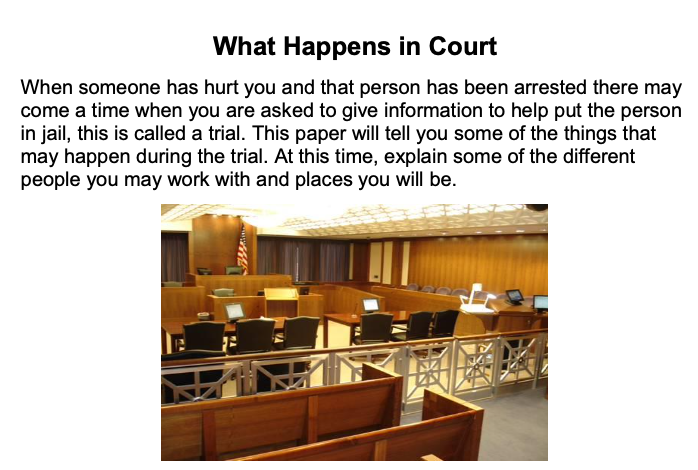 What Happens in Court
When someone has hurt you and that person has been arrested there may
come a time when you are asked to give information to help put the person
in jail, this is called a trial. This paper will tell you some of the things that
may happen during the trial. At this time, explain some of the different
people you may work with and places you will be.